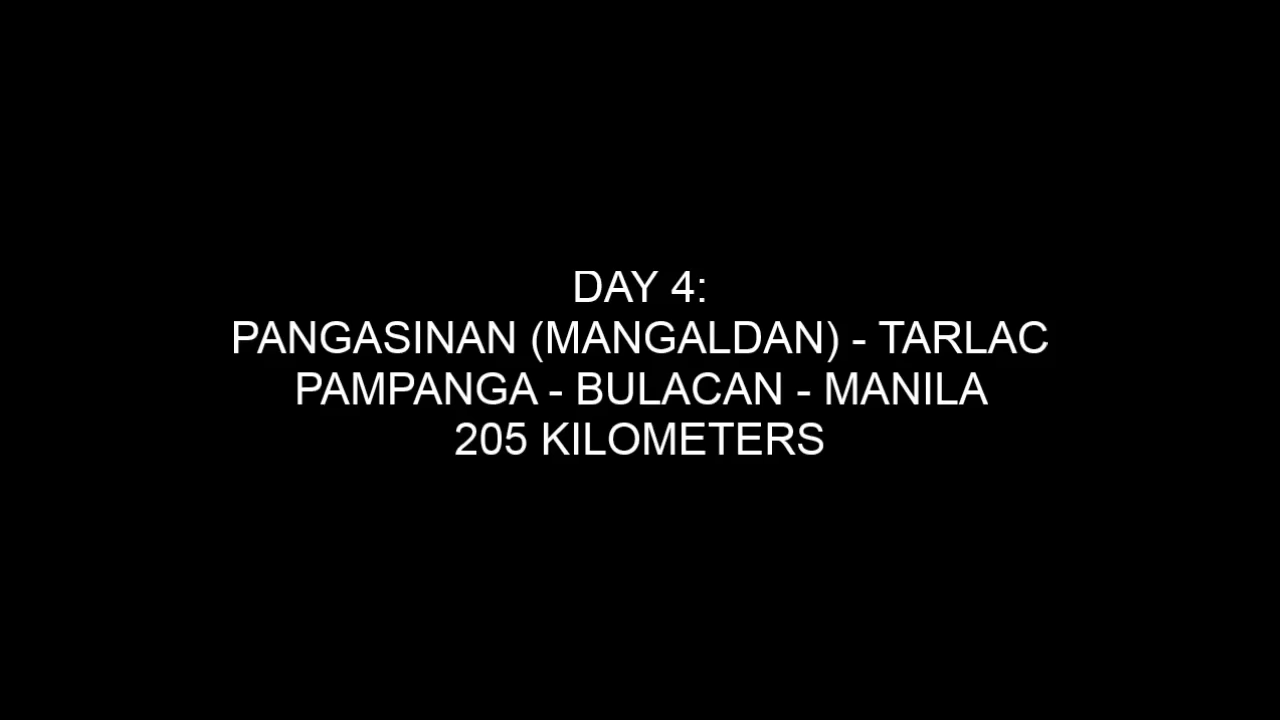 DAY 4:
PANGASINAN (MANGALDAN) - TARLAC
PAMPANGA - BULACAN - MANILA
205 KILOMETERS